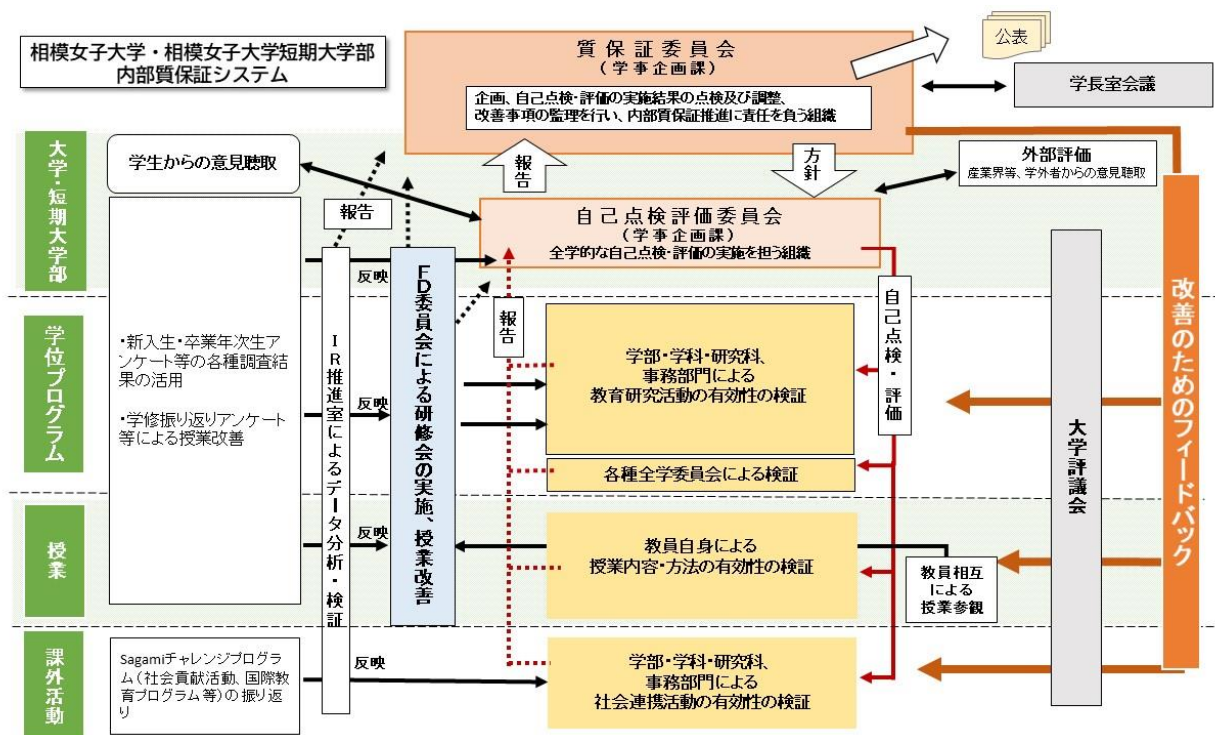 相模女子大学・相模女子大学短期大学部
内部質保証システム
質保証委員会
(学事企画課)
企画、自己点検・評価の実施結果の点検及び調整、
改善事項の監理を行い、内部質保証推進に責任を負う組織
公表
学長室会議
大学・短期大学部
学生からの意見聴取
報告
報告
方針
外部評価
産業界等、学外者からの意見聴取
自己点検評価委員会
(学事企画課)
全学的な自己点検・評価の実施を担う組織
反映
学位プログラム
・新入生・卒業年次生ア
ンケート等の各種調査結
果の活用
・学修振り返りアンケート
等による授業改善
IR推進室によるデータ分析・検証
反映
FD委員会による研修会の実施、授業改善
報告
学部・学科・研究科、
事務部門による
教育研究活動の有効性の検証
各種全学委員会による検証
自己点検・評価
大学評議会
改善のためのフィードバック
授業
反映
教員自身による
授業内容・方法の有効性の検証
教員相互
による
授業参観
課外活動
Sagamiチャレンジプログラ
ム(社会貢献活動、国際教
育プログラム等)の振り返
り
反映
学部・学科・研究科、
事務部門による
社会連携活動の有効性の検証